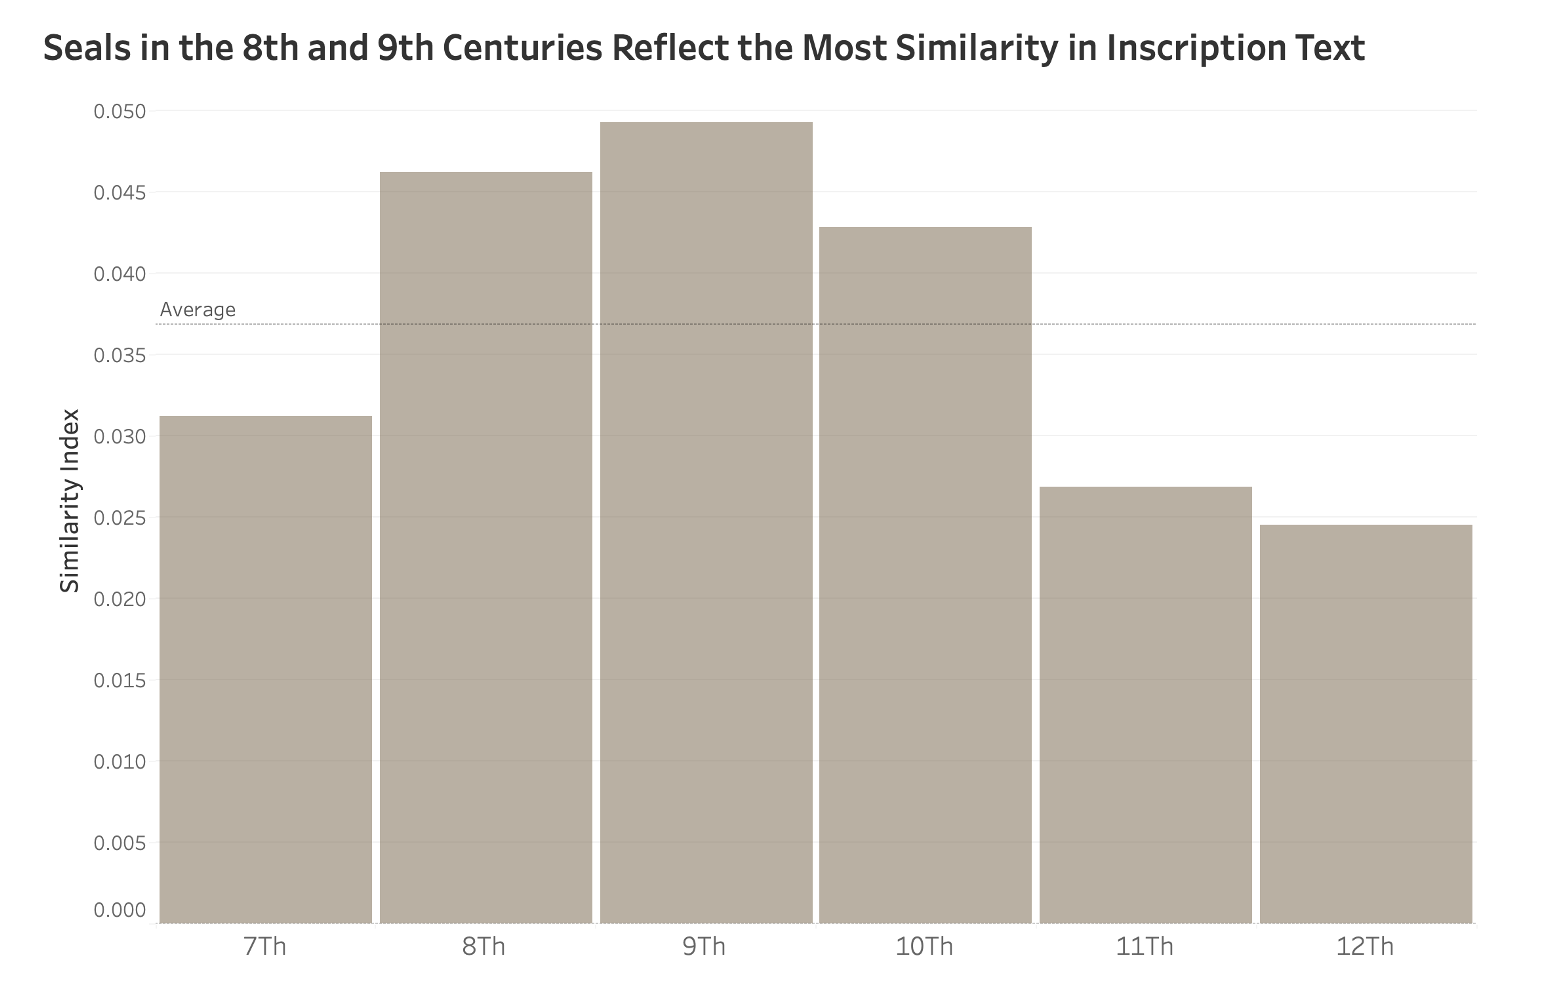 Seals in the 8th and 9th Centuries Reflect the Most Similarity in Inscription Text
0.050
0.045
0.040
Average
0.035
0.030
0.025
0.020
0.015
0.010
0.005
0.000
Similarity Index
7Th 8Th 9Th 10Th 11Th 12Th